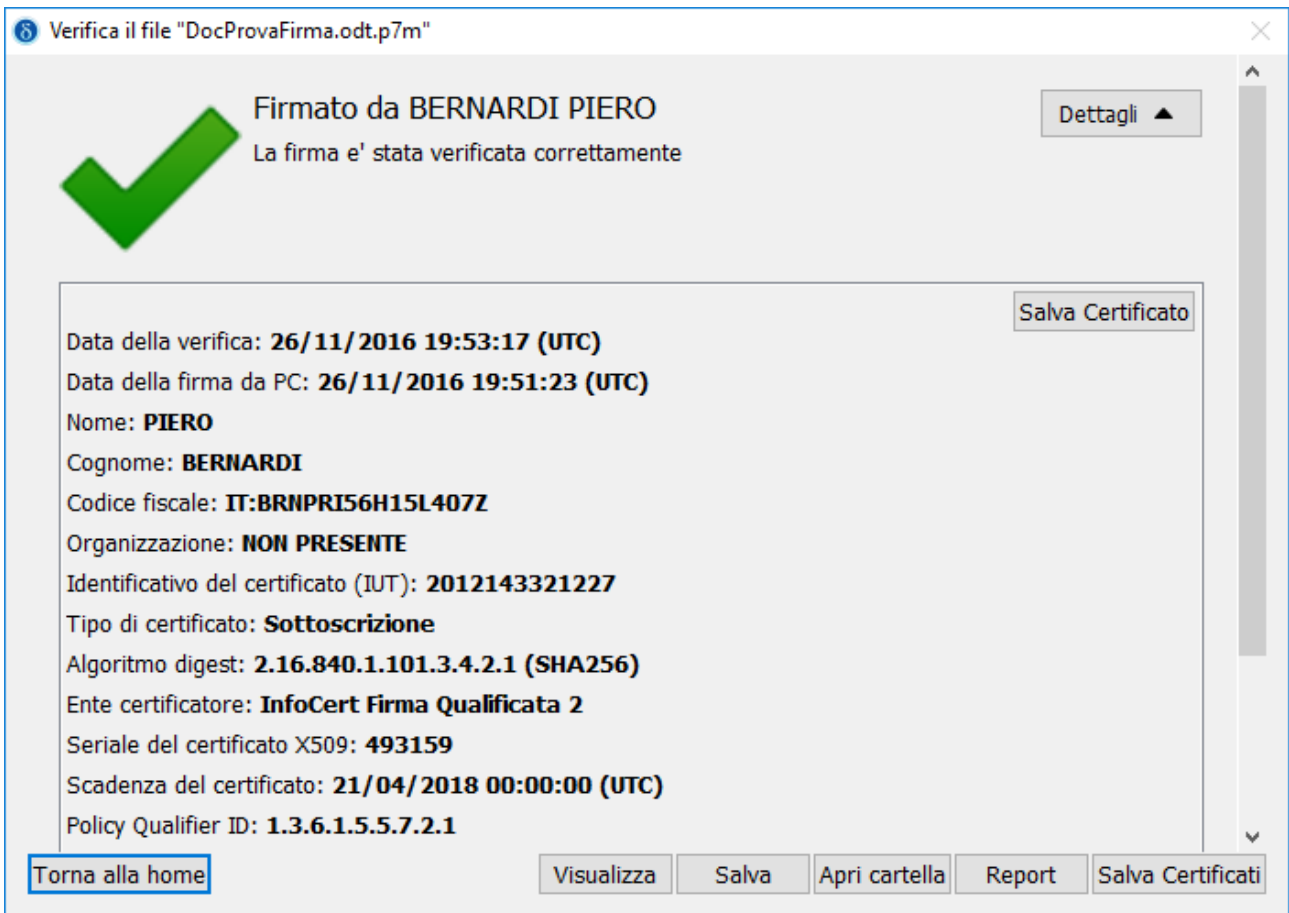 Verifica il file "DocProvaFirma.odt.p7m"
Firmato da BERNARDI PIERO
Dettagli ▲
La firma e' stata verificata correttamente
Salva Certificato
Data della verifica: 26/11/2016 19:53:17 (UTC)
Data della firma da PC: 26/11/2016 19:51:23 (UTC)
Nome: PIERO
Cognome: BERNARDI
Codice fiscale: IT:BRNPRI56H15L407Z
Organizzazione: NON PRESENTE
Identificativo del certificato (IUT): 2012143321227
Tipo di certificato: Sottoscrizione
Algoritmo digest: 2.16.840.1.101.3.4.2.1 (SHA256)
Ente certificatore: InfoCert Firma Qualificata 2
Seriale del certificato X509: 493159
Scadenza del certificato: 21/04/2018 00:00:00 (UTC)
Policy Qualifier ID: 1.3.6.1.5.5.7.2.1
Torna alla home
Visualizza
Salva
Apri cartella
Report
Salva Certificati